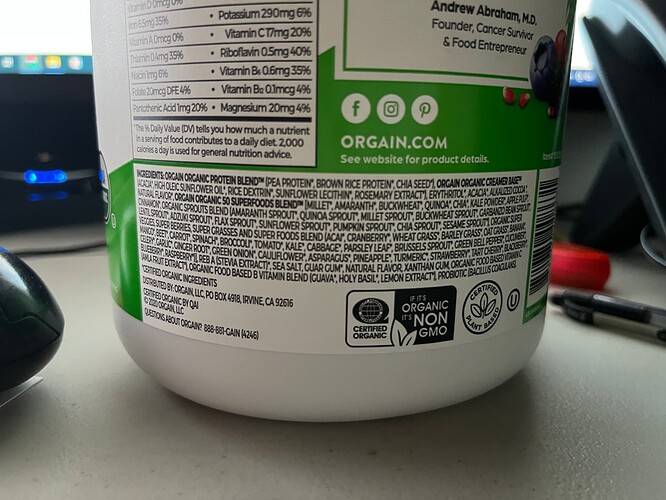 Vitamin D 0mcg 0%
Iron 6.5mg 35%
Vitamin A 0mcg 0%
Thiamin 0.4mg 35%
Niacin 1mg 6%
Folate 20mcg DFE 4%
Pantothenic Acid 1mg 20%
• Potassium 290mg 6%
• Vitamin C 17mg 20%
• Riboflavin 0.5mg 40%
• Vitamin B6 0.6mg 35%
• Vitamin B12 0.1mcg 4%
• Magnesium 20mg 4%
*The % Daily Value (DV) tells you how much a nutrient
in a serving of food contributes to a daily diet. 2,000
calories a day is used for general nutrition advice.
Andrew Abraham, M.D.
Founder, Cancer Survivor
& Food Entrepreneur
ORGAIN.COM
See website for product details.
INGREDIENTS: ORGAIN ORGANIC PROTEIN BLEND™ (PEA PROTEIN*, BROWN RICE PROTEIN*, CHIA SEED*), ORGAIN ORGANIC CREAMER BASE™
(ACACIA*, HIGH OLEIC SUNFLOWER OIL*, RICE DEXTRIN*, SUNFLOWER LECITHIN*, ROSEMARY EXTRACT*), ERYTHRITOL*, ACACIA*, ALKALIZED COCOA*,
NATURAL FLAVOR*, ORGAIN ORGANIC 50 SUPERFOODS BLEND™ (MILLET*, AMARANTH*, BUCKWHEAT*, QUINOA*, CHIA*, KALE POWDER*, APPLE PULP*,
CINNAMON)*, ORGANIC SPROUTS BLEND (AMARANTH SPROUT*, QUINOA SPROUT*, MILLET SPROUT*, BUCKWHEAT SPROUT*, GARBANZO BEAN SPROUT*,
LENTIL SPROUT*, ADZUKI SPROUT*, FLAX SPROUT*, SUNFLOWER SPROUT*, PUMPKIN SPROUT*, CHIA SPROUT*, SESAME SPROUT*), ORGANIC SUPER
VEGGIES, SUPER BERRIES, SUPER GRASSES AND SUPER FOODS BLEND (ACAI*, CRANBERRY*, WHEAT GRASS*, BARLEY GRASS*, OAT GRASS*, BANANA*,
MANGO*, BEET*, CARROT*, SPINACH*, BROCCOLI*, TOMATO*, KALE*, CABBAGE*, PARSLEY LEAF*, BRUSSELS SPROUT*, GREEN BELL PEPPER*, CUCUMBER*,
CELERY*, GARLIC*, GINGER ROOT*, GREEN ONION*, CAULIFLOWER*, ASPARAGUS*, PINEAPPLE*, TURMERIC*, STRAWBERRY*, TART CHERRY*, BLACKBERRY*,
BLUEBERRY*, RASPBERRY*), REB A (STEVIA EXTRACT)*, SEA SALT, GUAR GUM*, NATURAL FLAVOR, XANTHAN GUM, ORGANIC FOOD BASED VITAMIN C
(AMLA FRUIT EXTRACT)*, ORGANIC FOOD BASED B VITAMIN BLEND (GUAVA*, HOLY BASIL*, LEMON EXTRACT*), PROBIOTIC (BACILLUS COAGULANS).
*CERTIFIED ORGANIC INGREDIENTS
DISTRIBUTED BY: ORGAIN, LLC, PO BOX 4918, IRVINE, CA 92616
CERTIFIED ORGANIC BY QAI
© 2020 ORGAIN, LLC
QUESTIONS ABOUT ORGAIN? 888-881-GAIN (4246)
CERTIFIED
ORGANIC
IF IT'S
ORGANIC
IT'S NON
GMO
CERTIFIED
PLANT BASED
U